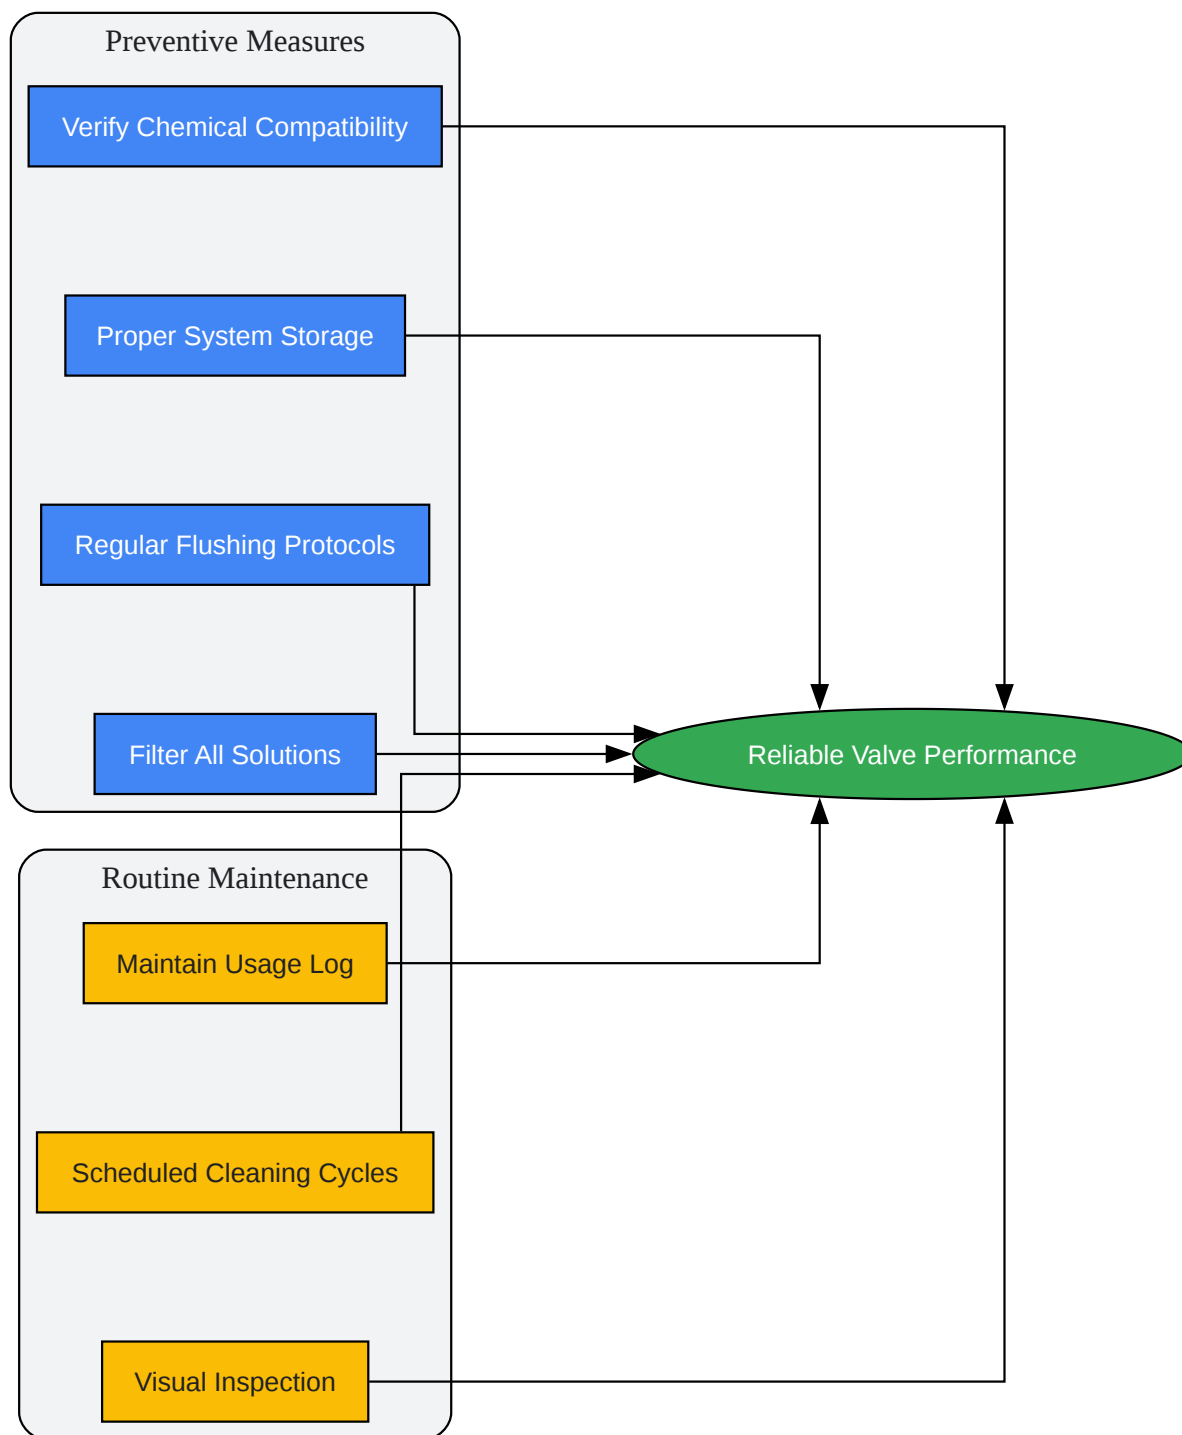 Preventive Measures
Verify Chemical Compatibility
Proper System Storage
Regular Flushing Protocols
Filter All Solutions
Reliable Valve Performance
Routine Maintenance
Maintain Usage Log
Scheduled Cleaning Cycles
Visual Inspection